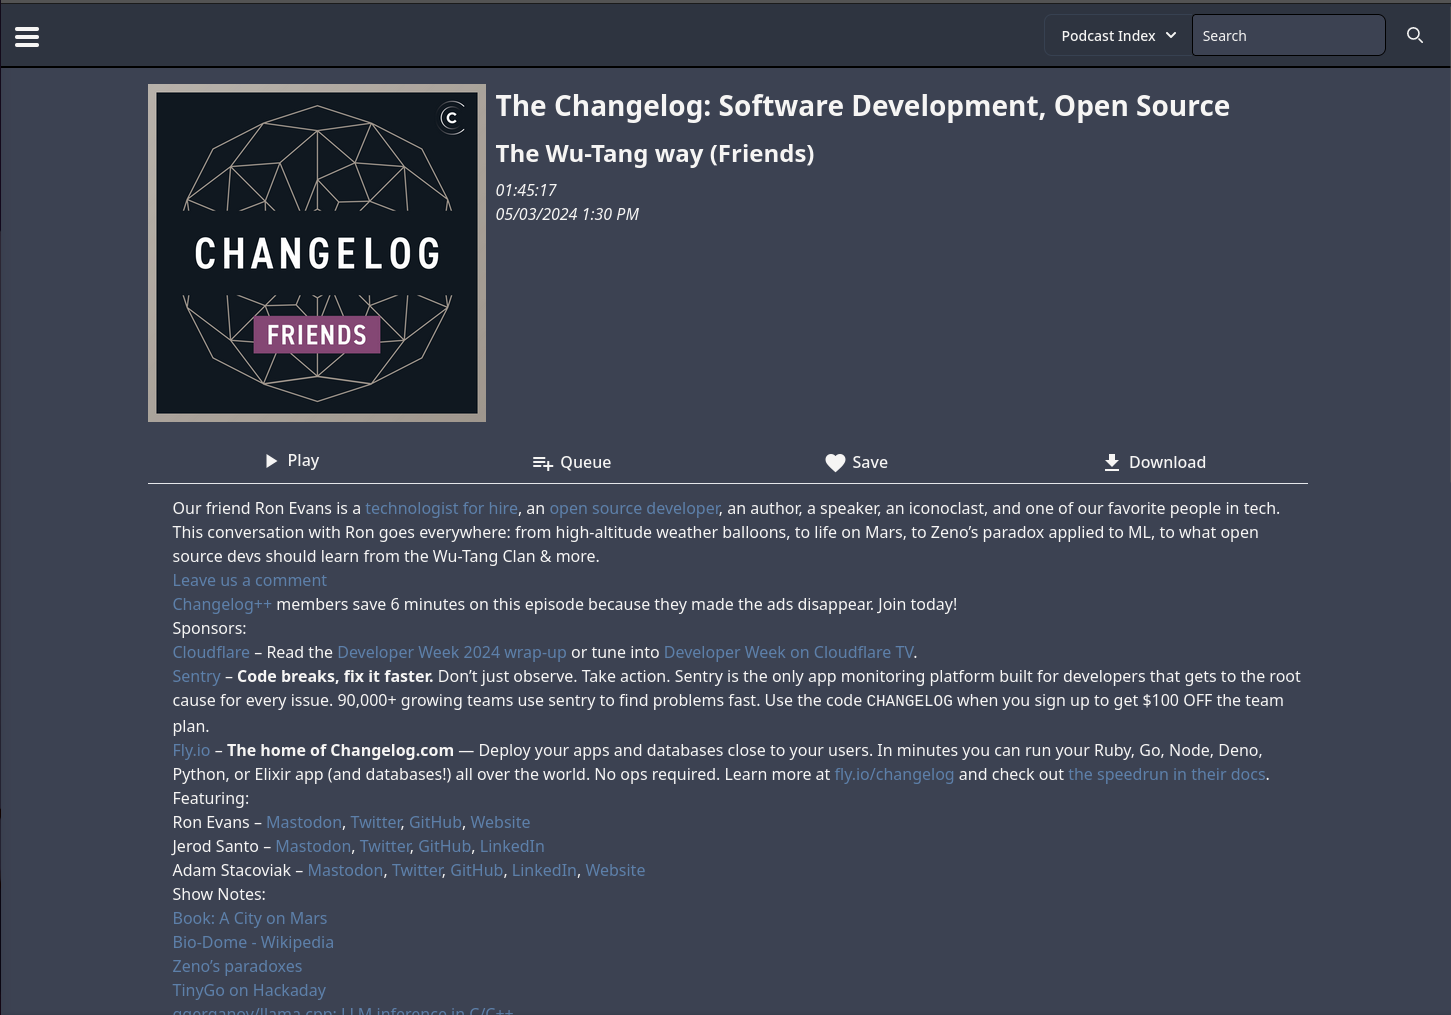 Podcast Index
Search
C
CHANGELOG
FRIENDS
The Changelog: Software Development, Open Source
The Wu-Tang way (Friends)
01:45:17
05/03/2024 1:30 PM
Play
Queue
Save
Download
Our friend Ron Evans is a technologist for hire, an open source developer, an author, a speaker, an iconoclast, and one of our favorite people in tech.
This conversation with Ron goes everywhere: from high-altitude weather balloons, to life on Mars, to Zeno’s paradox applied to ML, to what open
source devs should learn from the Wu-Tang Clan & more.
Leave us a comment
Changelog++ members save 6 minutes on this episode because they made the ads disappear. Join today!
Sponsors:
Cloudflare – Read the Developer Week 2024 wrap-up or tune into Developer Week on Cloudflare TV.
Sentry – Code breaks, fix it faster. Don’t just observe. Take action. Sentry is the only app monitoring platform built for developers that gets to the root
cause for every issue. 90,000+ growing teams use sentry to find problems fast. Use the code CHANGELOG when you sign up to get $100 OFF the team
plan.
Fly.io – The home of Changelog.com — Deploy your apps and databases close to your users. In minutes you can run your Ruby, Go, Node, Deno,
Python, or Elixir app (and databases!) all over the world. No ops required. Learn more at fly.io/changelog and check out the speedrun in their docs.
Featuring:
Ron Evans – Mastodon, Twitter, GitHub, Website
Jerod Santo – Mastodon, Twitter, GitHub, LinkedIn
Adam Stacoviak – Mastodon, Twitter, GitHub, LinkedIn, Website
Show Notes:
Book: A City on Mars
Bio-Dome - Wikipedia
Zeno’s paradoxes
TinyGo on Hackaday
ggerganov/llama.cpp: LLM inference in C/C++